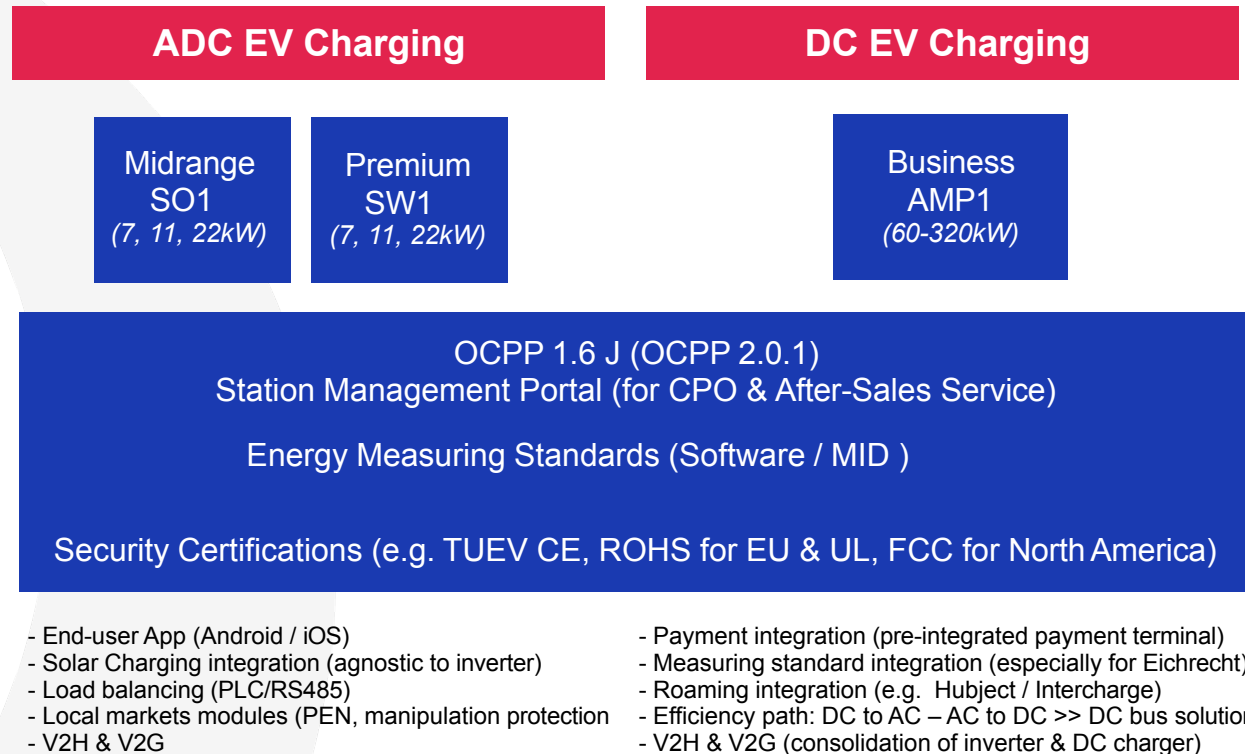 ADC EV Charging
DC EV Charging
Midrange
SO1
(7, 11, 22kW)
Premium
SW1
(7, 11, 22kW)
Business
AMP1
(60-320kW)
OCPP 1.6 J (OCPP 2.0.1)
Station Management Portal (for CPO & After-Sales Service)
Energy Measuring Standards (Software / MID )
Security Certifications (e.g. TUEV CE, ROHS for EU & UL, FCC for North America)
- End-user App (Android / iOS)
- Solar Charging integration (agnostic to inverter)
- Load balancing (PLC/RS485)
- Local markets modules (PEN, manipulation protection
- V2H & V2G
- Payment integration (pre-integrated payment terminal)
- Measuring standard integration (especially for Eichrecht)
- Roaming integration (e.g. Hubject / Intercharge)
- Efficiency path: DC to AC – AC to DC >> DC bus solution
- V2H & V2G (consolidation of inverter & DC charger)